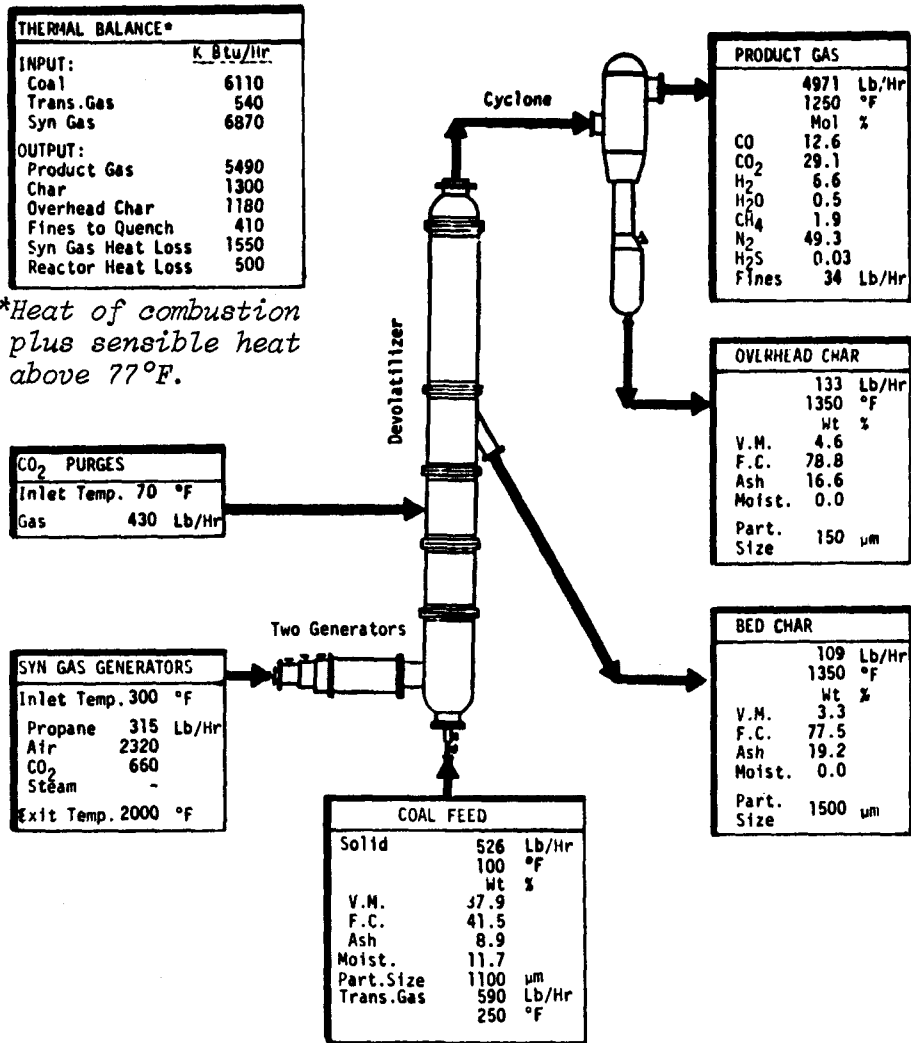 THERMAL BALANCE*
K Btu/Hr
INPUT:
Coal 6110
Trans.Gas 540
Syn Gas 6870
OUTPUT:
Product Gas 5490
Char 1300
Overhead Char 1180
Fines to Quench 410
Syn Gas Heat Loss 1550
Reactor Heat Loss 500
*Heat of combustion
plus sensible heat
above 77°F.
Cyclone
PRODUCT GAS
4971 Lb/Hr
1250 °F
Mol %
CO 12.6
CO2 29.1
H2 6.6
H2O 0.5
CH4 1.9
N2 49.3
H2S 0.03
Fines 34 Lb/Hr
Devolatilizer
OVERHEAD CHAR
133 Lb/Hr
1350 °F
Wt %
V.M. 4.6
F.C. 78.8
Ash 16.6
Moist. 0.0
Part.
Size 150 µm
CO2 PURGES
Inlet Temp. 70 °F
Gas 430 Lb/Hr
Two Generators
SYN GAS GENERATORS
Inlet Temp. 300 °F
Propane 315 Lb/Hr
Air 2320
CO2 660
Steam -
Exit Temp. 2000 °F
BED CHAR
109 Lb/Hr
1350 °F
Wt %
V.M. 3.3
F.C. 77.5
Ash 19.2
Moist. 0.0
Part.
Size 1500 µm
COAL FEED
Solid 526 Lb/Hr
100 °F
Wt %
V.M. 37.9
F.C. 41.5
Ash 8.9
Moist. 11.7
Part.Size 1100 µm
Trans.Gas 590 Lb/Hr
250 °F